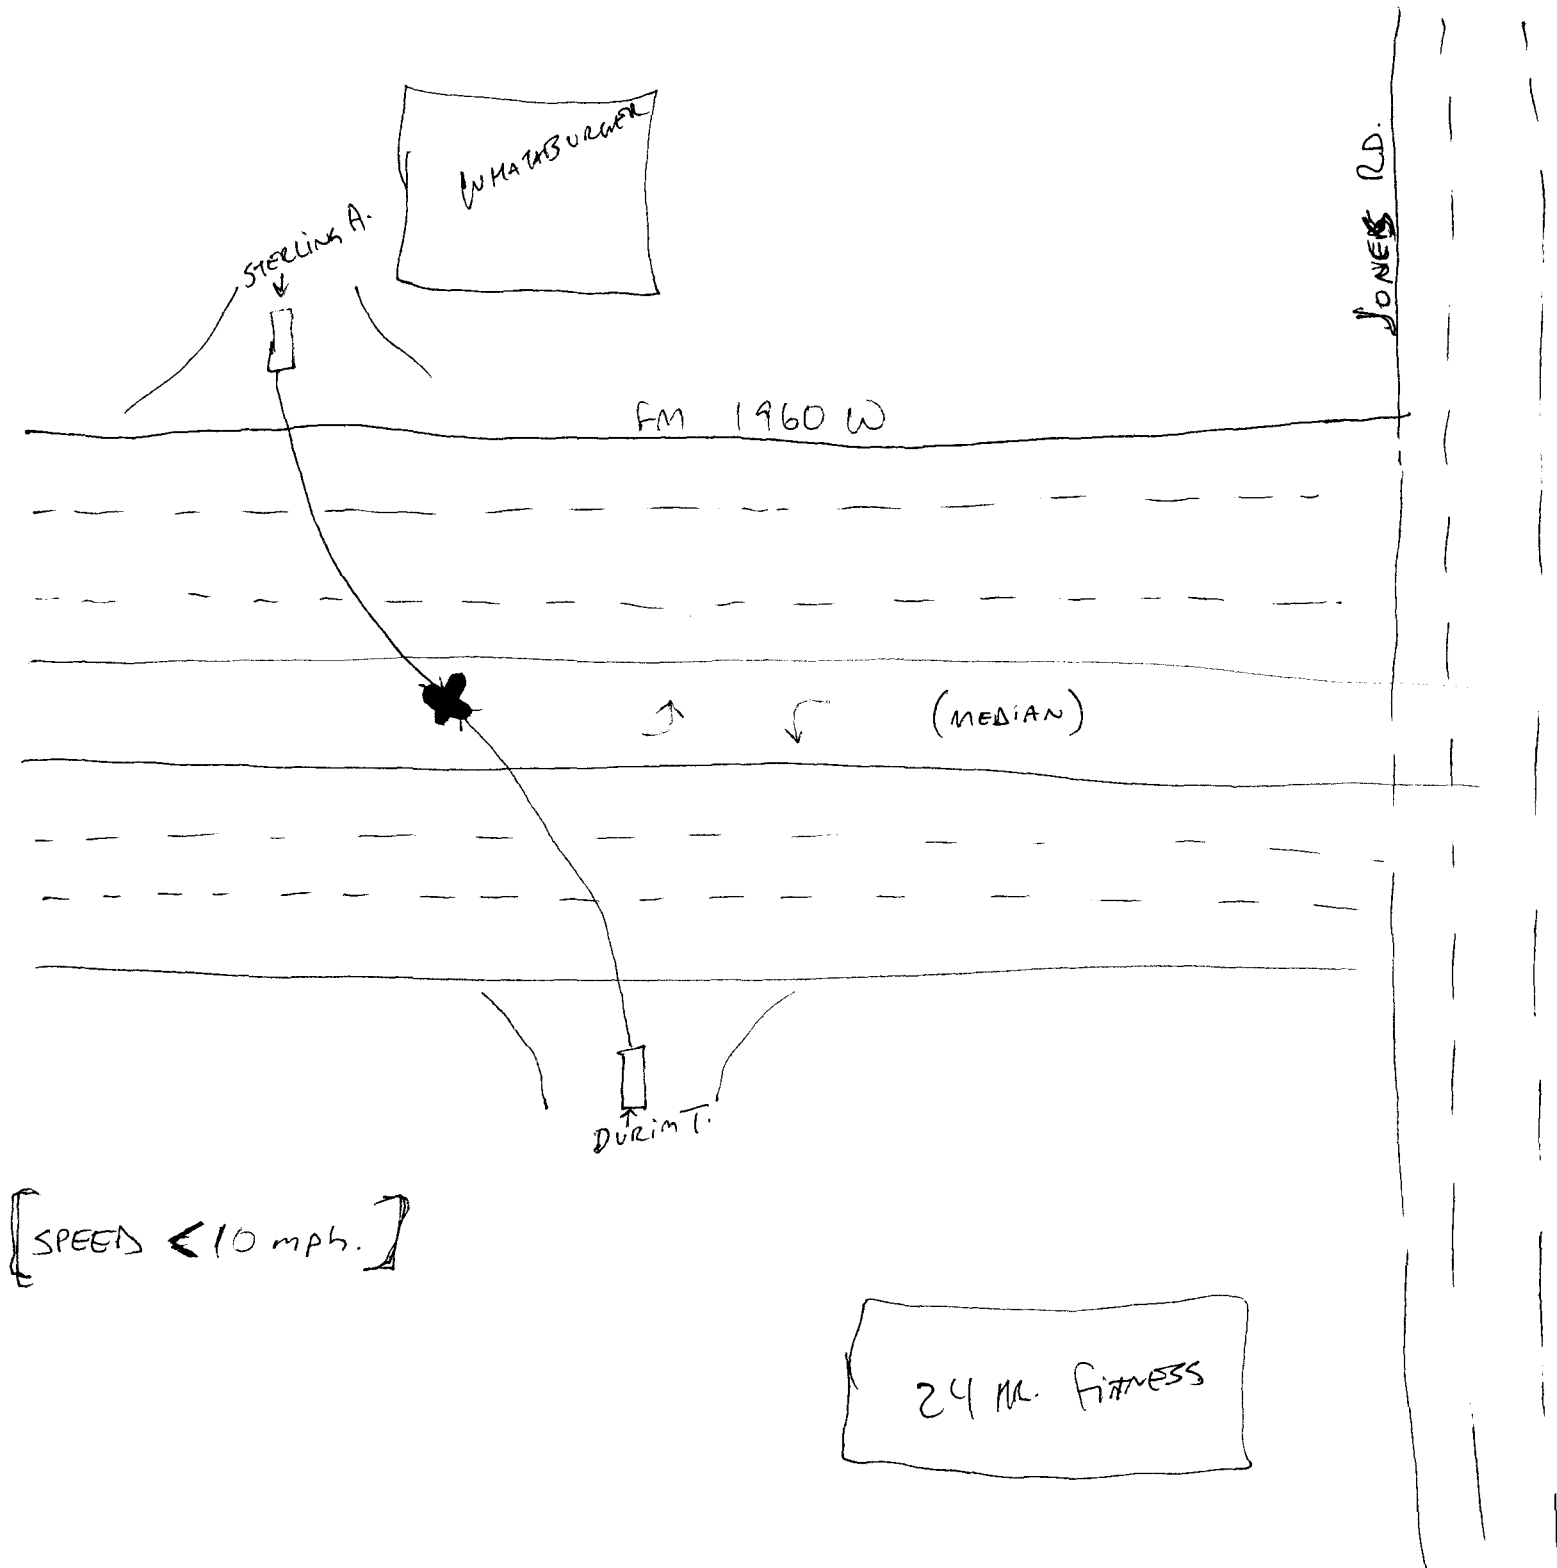 WHATABURGER
STERLING A.
JONES RD.
FM 1960 W
(MEDIAN)
DURIM T.
[SPEED < 10 mph.]
24 HR. FITNESS